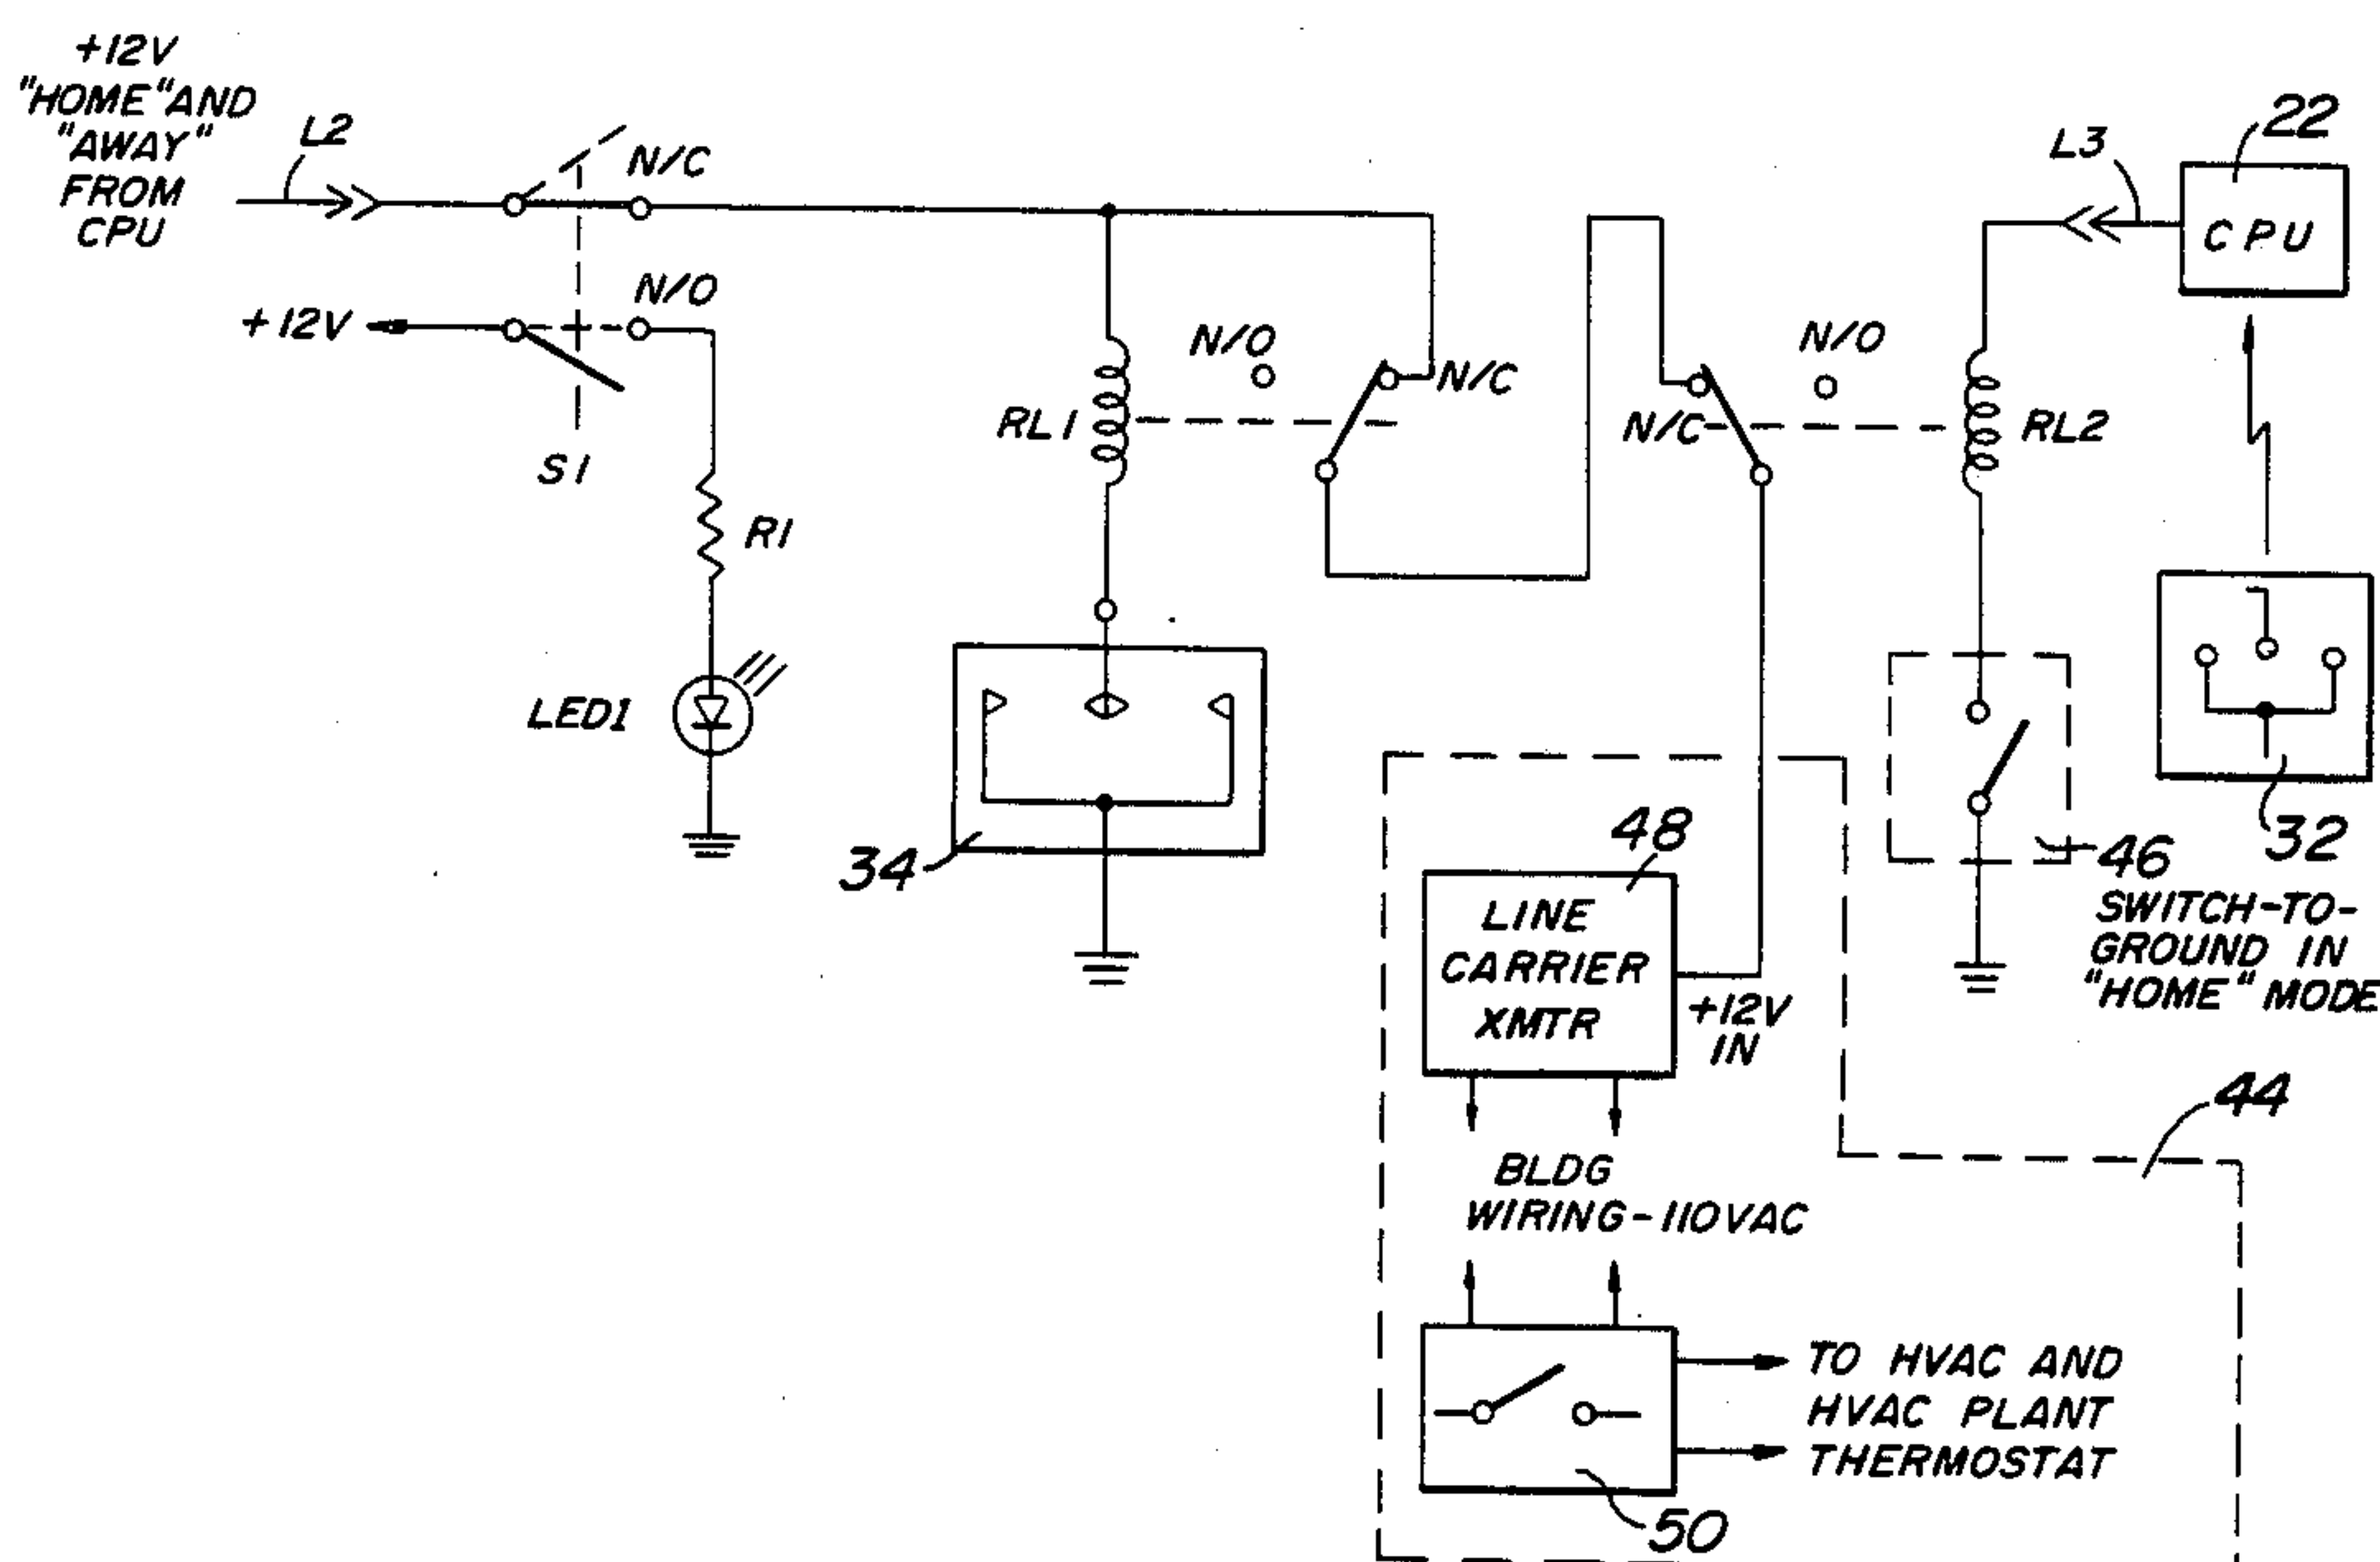 +12V
"HOME" AND
"AWAY"
FROM
CPU
L2
N/C
+12V
N/O
S1
R1
LED1
RL1
N/O
N/C
34
N/C
N/O
RL2
L3
22
CPU
32
46
SWITCH-TO-
GROUND IN
"HOME" MODE
48
LINE
CARRIER
XMTR
+12V
IN
44
BLDG
WIRING-110VAC
TO HVAC AND
HVAC PLANT
THERMOSTAT
50